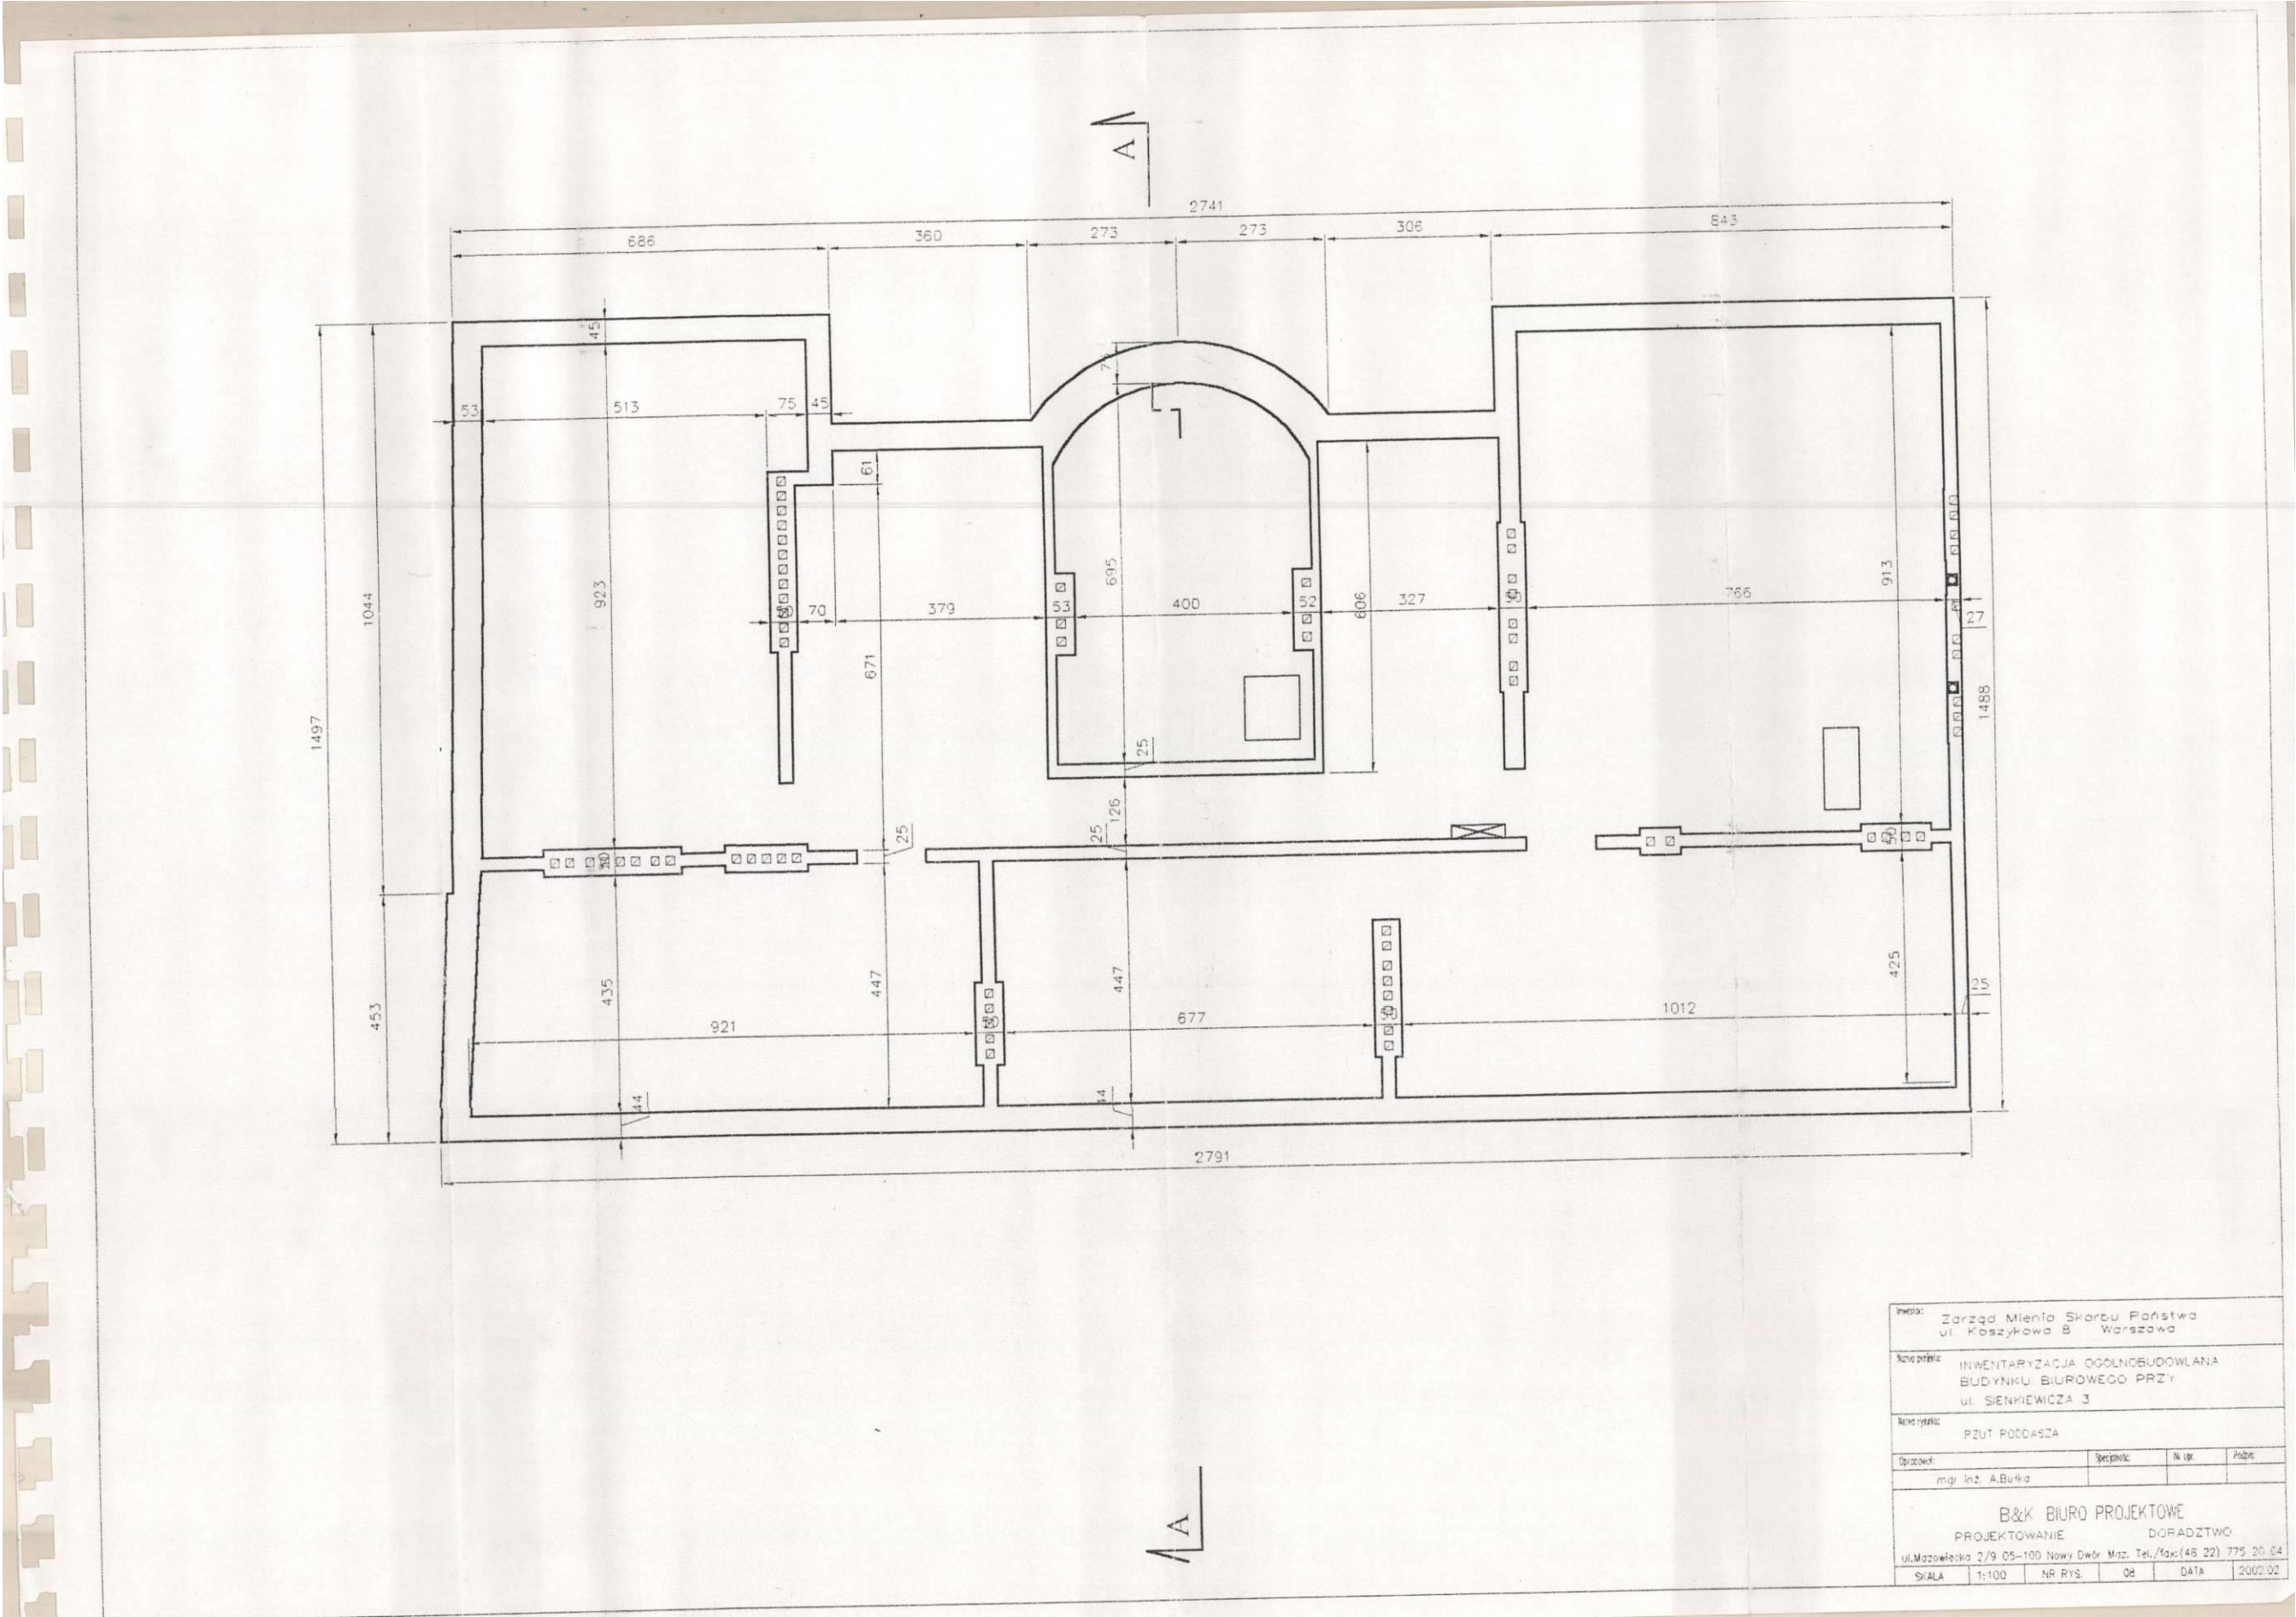 A
2741
686
360
273
273
306
843
45
53
513
75
45
61
1044
923
70
379
53
695
400
52
606
327
766
913
27
671
1497
1488
25
126
25
25
453
435
447
447
425
25
921
677
1012
44
44
2791
A
Inwestor:
Zarząd Mienia Skarbu Państwa
ul. Koszykowa 8 Warszawa
Nazwa projektu:
INWENTARYZACJA OGÓLNOBUDOWLANA
BUDYNKU BIUROWEGO PRZY
ul. SIENKIEWICZA 3
Nazwa rysunku:
RZUT PODDASZA
Opracował: Specjalność: Nr upr. Podpis:
mgr inż. A.Bułka
B&K BIURO PROJEKTOWE
PROJEKTOWANIE DORADZTWO
ul.Mazowiecka 2/9 05-100 Nowy Dwór Maz. Tel./fax:(48 22) 775 20 04
SKALA 1:100 NR RYS. 08 DATA 2002.02